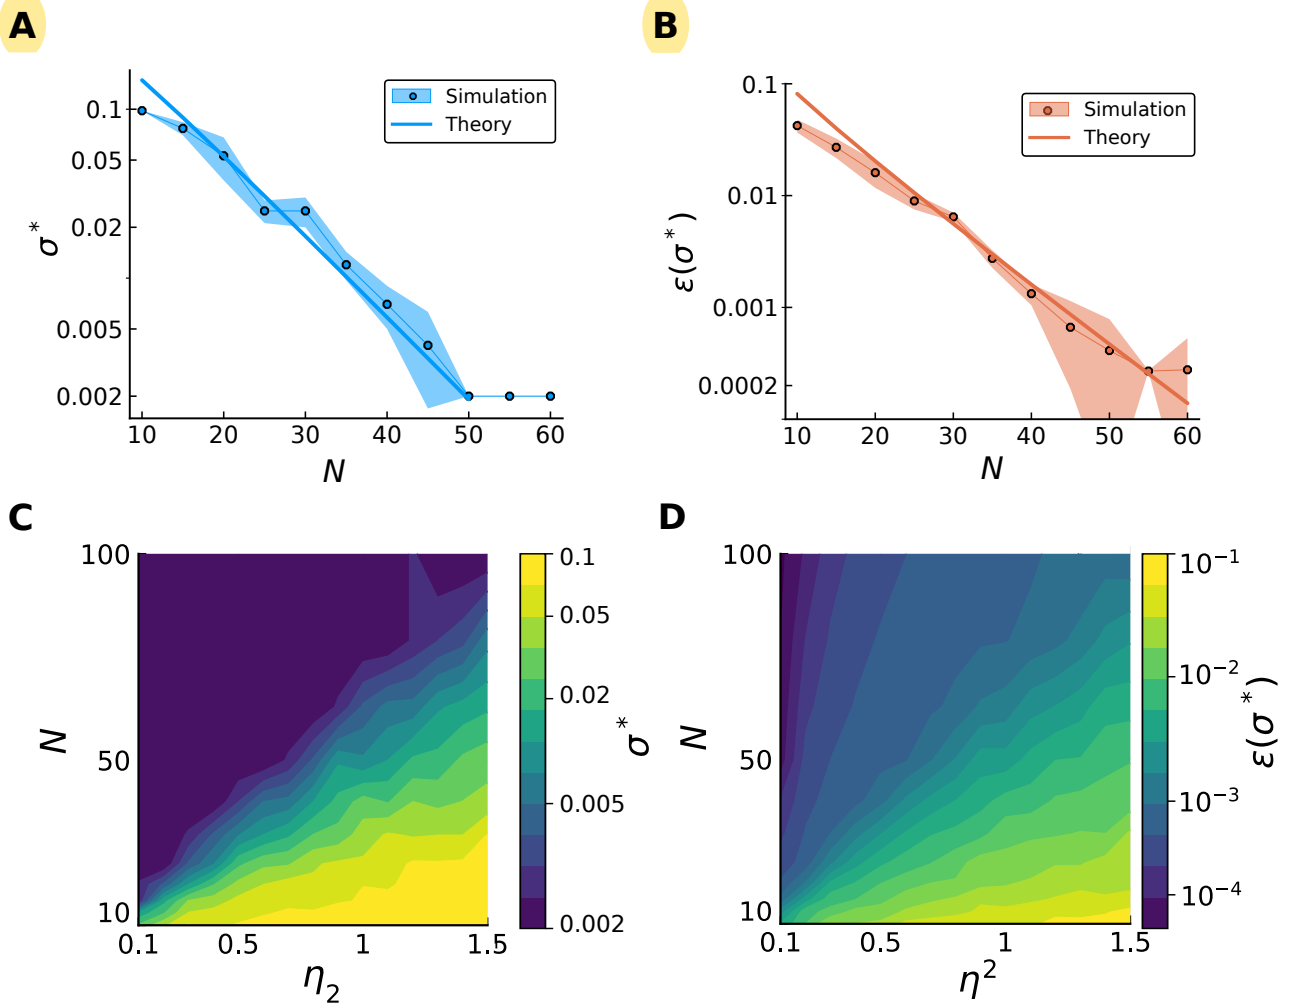 A
B
Simulation
Theory
0.1
0.05
0.02
0.005
0.002
σ*
10 20 30 40 50 60
N
Simulation
Theory
0.1
0.01
0.001
0.0002
ε(σ*)
10 20 30 40 50 60
N
C
D
100
50
10
N
0.1 0.5 1 1.5
η₂
0.1
0.05
0.02
0.005
0.002
σ*
100
50
10
N
0.1 0.5 1 1.5
η²
10⁻¹
10⁻²
10⁻³
10⁻⁴
ε(σ*)